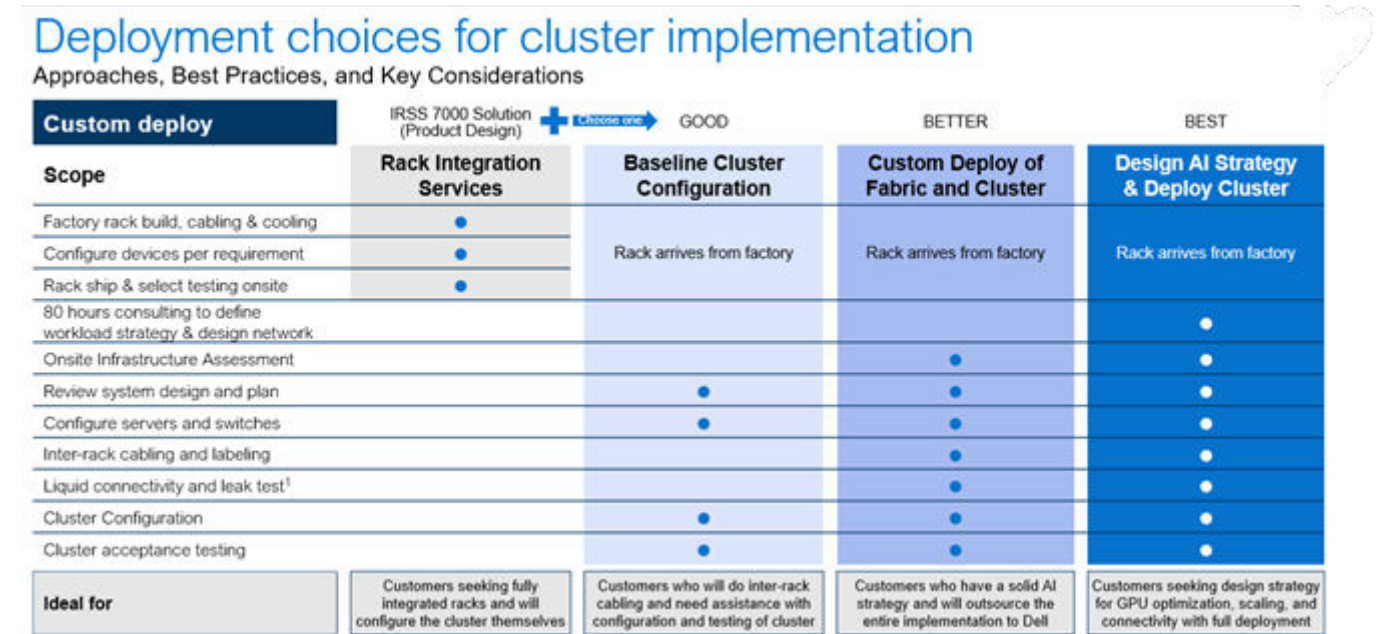 Deployment choices for cluster implementation
Approaches, Best Practices, and Key Considerations
Custom deploy
IRSS 7000 Solution
(Product Design)
Choose one
GOOD
BETTER
BEST
Scope
Rack Integration
Services
Baseline Cluster
Configuration
Custom Deploy of
Fabric and Cluster
Design AI Strategy
& Deploy Cluster
Factory rack build, cabling & cooling
Configure devices per requirement
Rack arrives from factory
Rack arrives from factory
Rack arrives from factory
Rack ship & select testing onsite
80 hours consulting to define
workload strategy & design network
Onsite Infrastructure Assessment
Review system design and plan
Configure servers and switches
Inter-rack cabling and labeling
Liquid connectivity and leak test¹
Cluster Configuration
Cluster acceptance testing
Ideal for
Customers seeking fully
integrated racks and will
configure the cluster themselves
Customers who will do inter-rack
cabling and need assistance with
configuration and testing of cluster
Customers who have a solid AI
strategy and will outsource the
entire implementation to Dell
Customers seeking design strategy
for GPU optimization, scaling, and
connectivity with full deployment